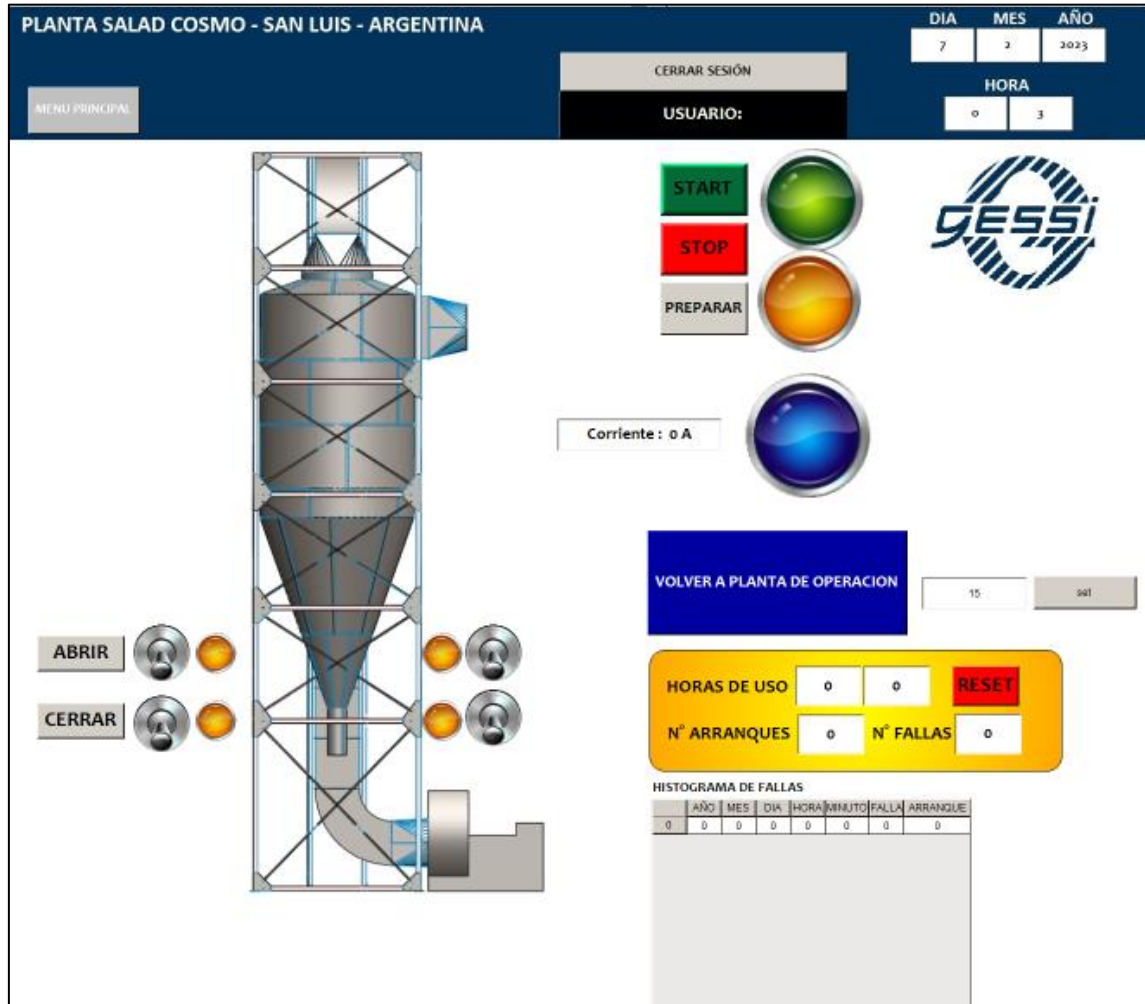 PLANTA SALAD COSMO - SAN LUIS - ARGENTINA
DIA MES AÑO
7 2 2023
CERRAR SESIÓN
HORA
MENU PRINCIPAL
USUARIO:
0 3
START
gessi
STOP
PREPARAR
Corriente : 0 A
VOLVER A PLANTA DE OPERACION
15 set
ABRIR
HORAS DE USO 0 0 RESET
CERRAR
N° ARRANQUES 0 N° FALLAS 0
HISTOGRAMA DE FALLAS
AÑO MES DIA HORA MINUTO FALLA ARRANQUE
0 0 0 0 0 0 0 0